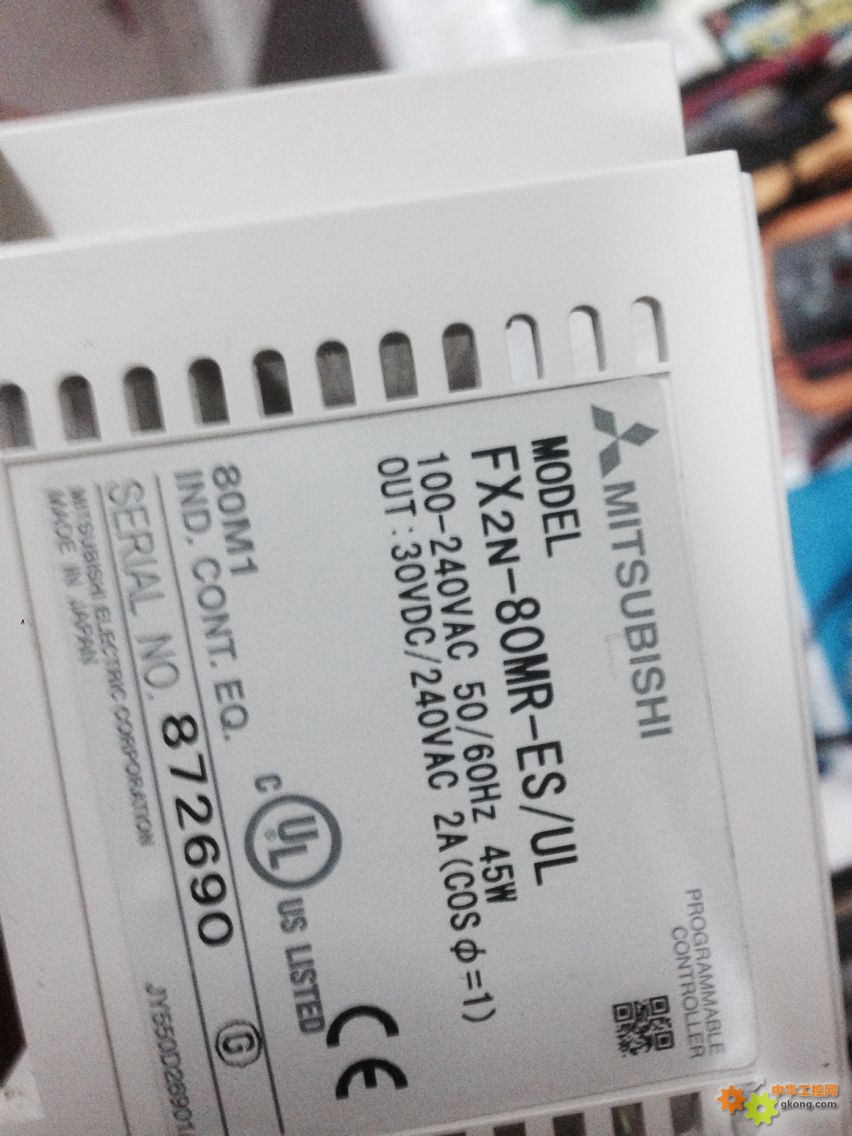 MITSUBISHI
PROGRAMMABLE
CONTROLLER
MODEL
FX2N-80MR-ES/UL
100-240VAC 50/60Hz 45W
OUT:30VDC/240VAC 2A(COSφ=1)
80M1
IND. CONT. EQ.
C UL US LISTED
CE
SERIAL NO. 872690
G
MITSUBISHI ELECTRIC CORPORATION
MADE IN JAPAN
JY550D28901
中华工控网
gkong.com